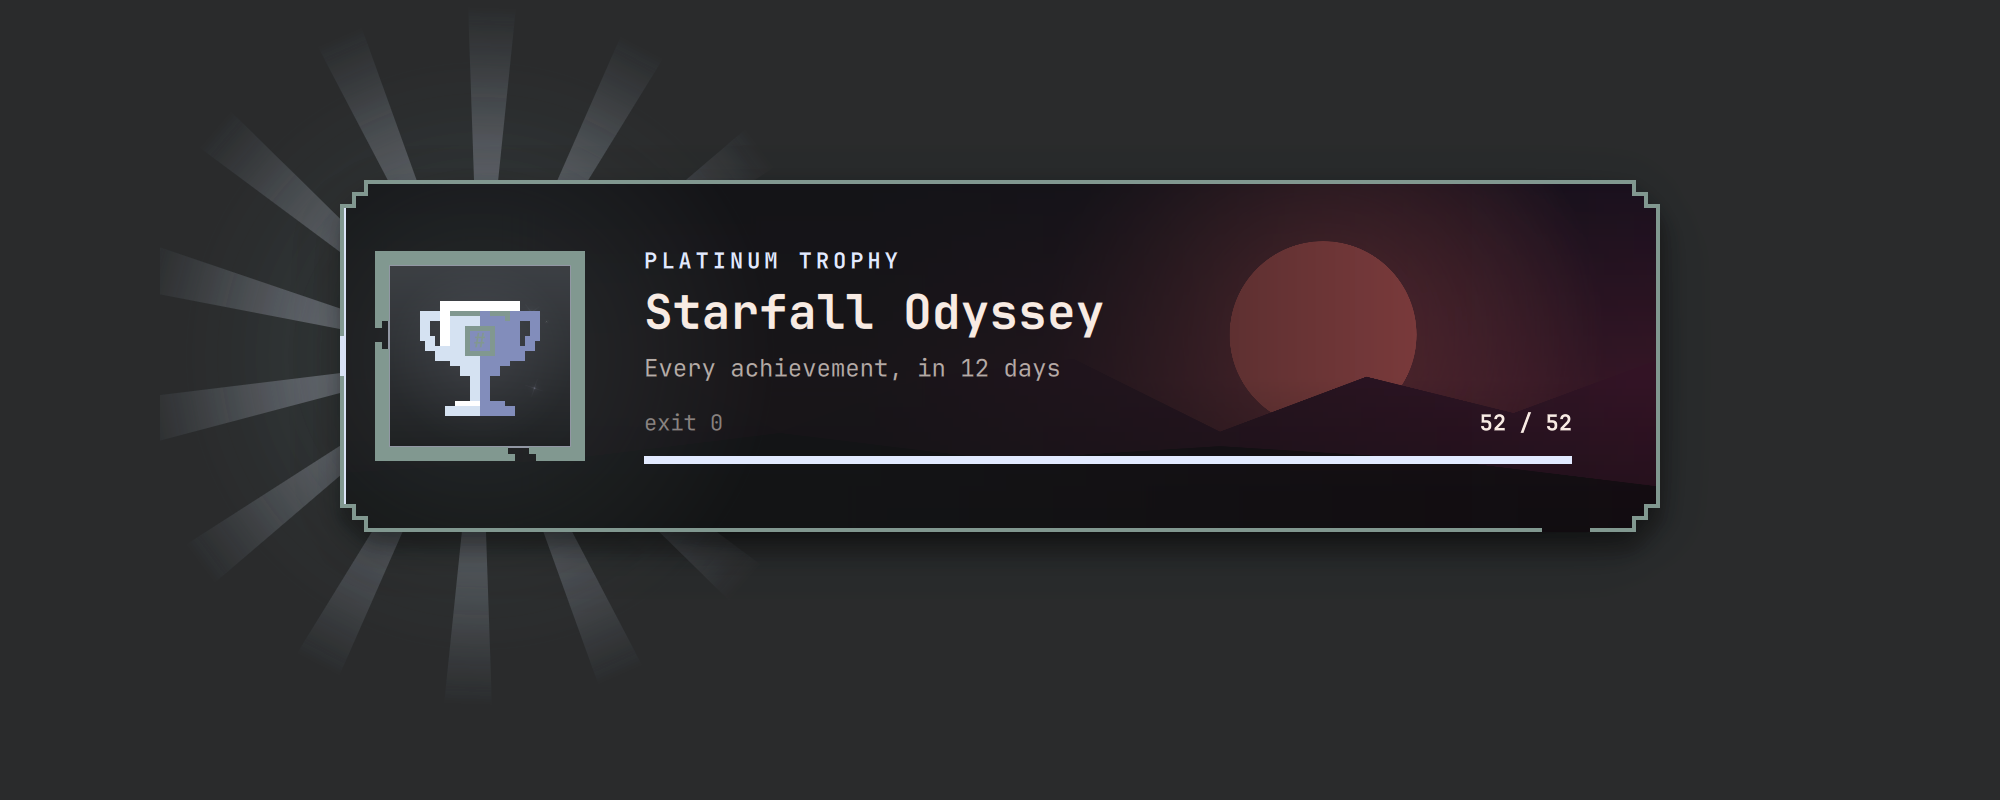 PLATINUM TROPHY
Starfall Odyssey
Every achievement, in 12 days
exit 0
52 / 52